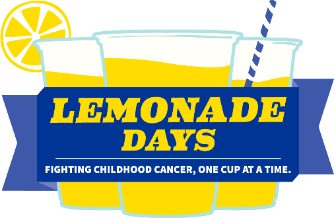 LEMONADE
DAYS
FIGHTING CHILDHOOD CANCER, ONE CUP AT A TIME.